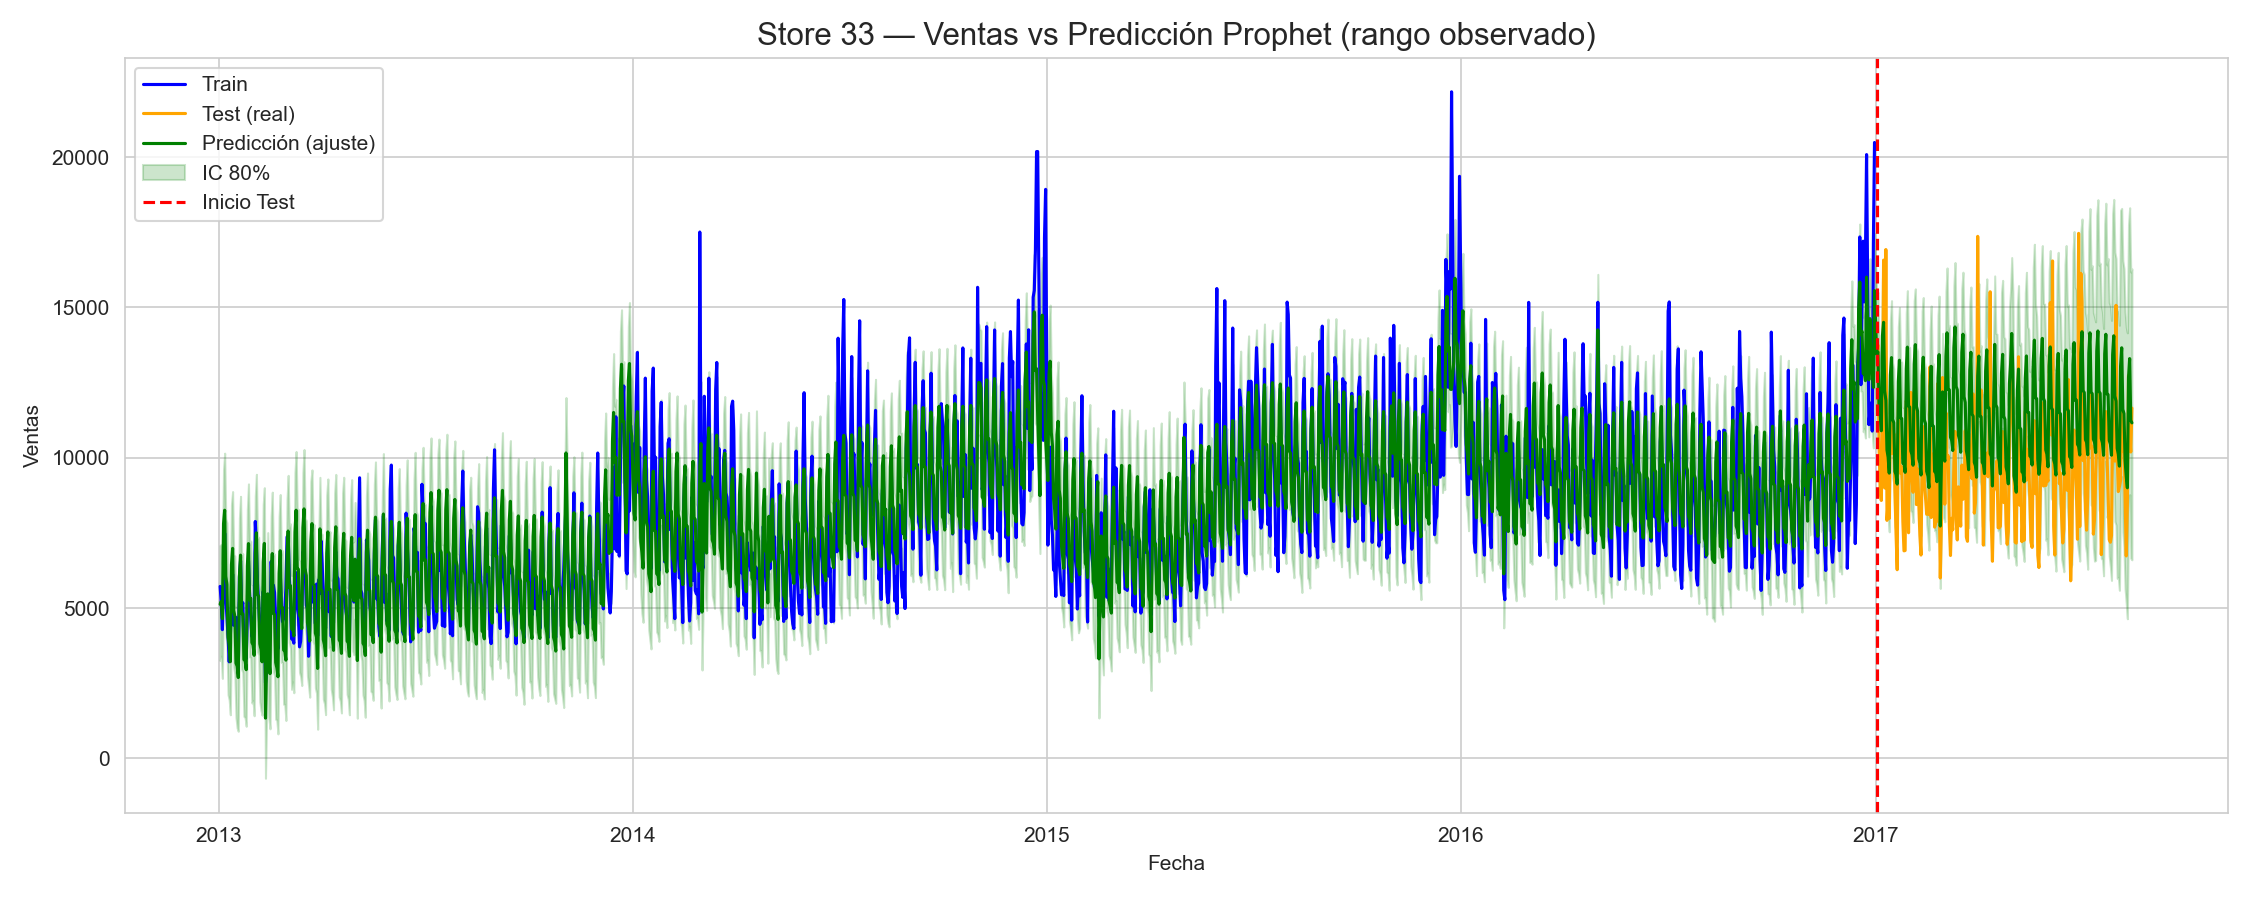 Store 33 — Ventas vs Predicción Prophet (rango observado)
Train
Test (real)
Predicción (ajuste)
IC 80%
Inicio Test
Ventas
20000
15000
10000
5000
0
2013
2014
2015
2016
2017
Fecha